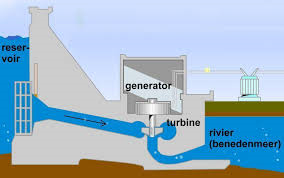 reser-
voir
generator
turbine
rivier
(benedenmeer)